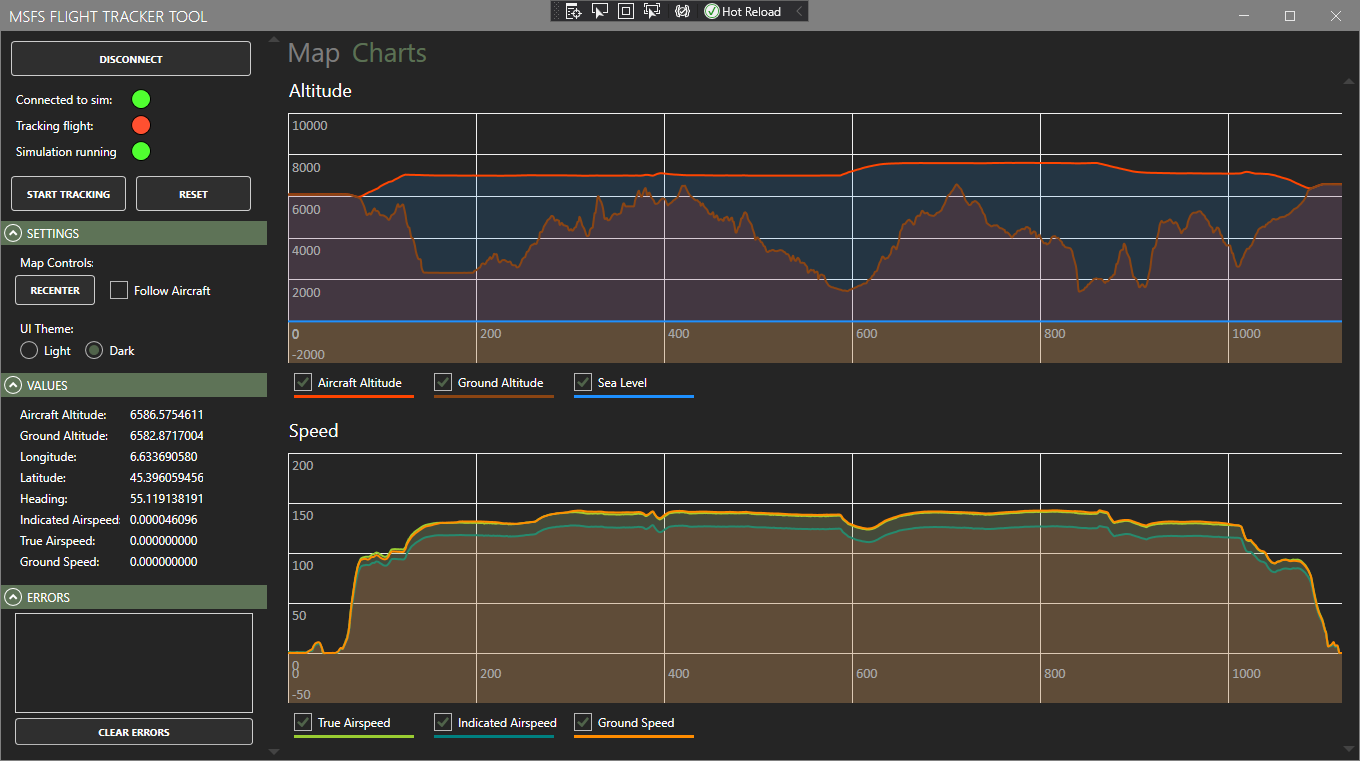 MSFS FLIGHT TRACKER TOOL
Hot Reload
DISCONNECT
Connected to sim:
Tracking flight:
Simulation running
START TRACKING RESET
SETTINGS
Map Controls:
RECENTER Follow Aircraft
UI Theme:
Light Dark
VALUES
Aircraft Altitude: 6586.5754611
Ground Altitude: 6582.8717004
Longitude: 6.633690580
Latitude: 45.396059456
Heading: 55.119138191
Indicated Airspeed: 0.000046096
True Airspeed: 0.000000000
Ground Speed: 0.000000000
ERRORS
CLEAR ERRORS
Map Charts
Altitude
10000
8000
6000
4000
2000
0 200 400 600 800 1000
-2000
Aircraft Altitude Ground Altitude Sea Level
Speed
200
150
100
50
0
0 200 400 600 800 1000
-50
True Airspeed Indicated Airspeed Ground Speed